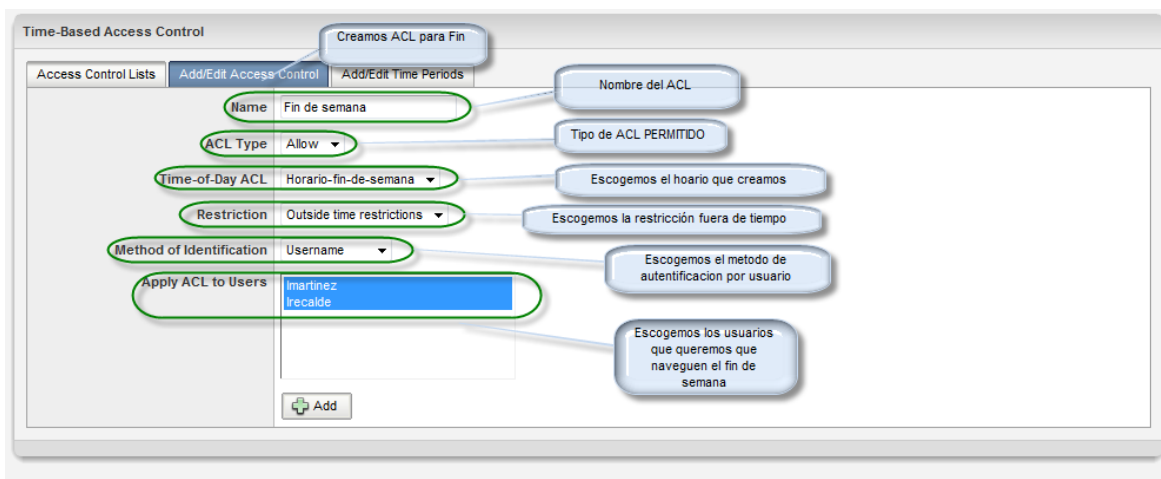 Time-Based Access Control
Creamos ACL para Fin
Access Control Lists
Add/Edit Access Control
Add/Edit Time Periods
Name
Fin de semana
Nombre del ACL
ACL Type
Allow
Tipo de ACL PERMITIDO
Time-of-Day ACL
Horario-fin-de-semana
Escogemos el hoario que creamos
Restriction
Outside time restrictions
Escogemos la restricción fuera de tiempo
Method of Identification
Username
Escogemos el metodo de
autentificacion por usuario
Apply ACL to Users
lmartinez
lrecalde
Escogemos los usuarios
que queremos que
naveguen el fin de
semana
Add